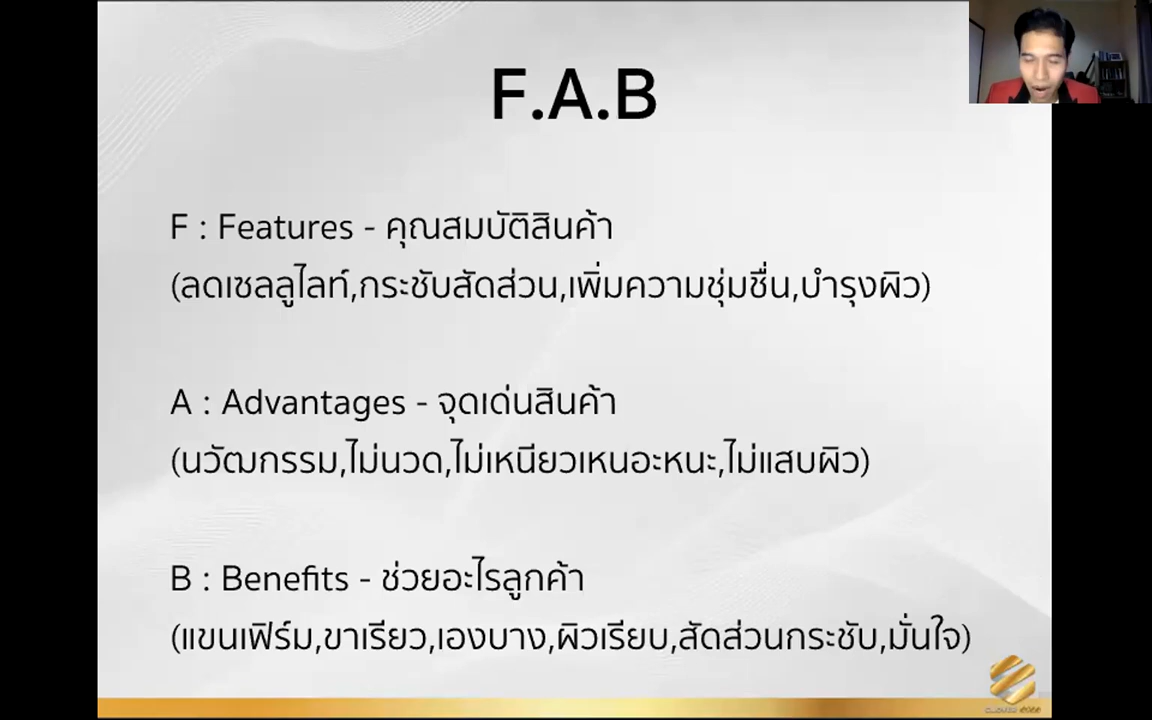 F.A.B
F : Features - คุณสมบัติสินค้า
(ลดเซลลูไลท์,กระชับสัดส่วน,เพิ่มความชุ่มชื่น,บำรุงผิว)
A : Advantages - จุดเด่นสินค้า
(นวัฒกรรม,ไม่นวด,ไม่เหนียวเหนอะหนะ,ไม่แสบผิว)
B : Benefits - ช่วยอะไรลูกค้า
(แขนเฟิร์ม,ขาเรียว,เองบาง,ผิวเรียบ,สัดส่วนกระชับ,มั่นใจ)